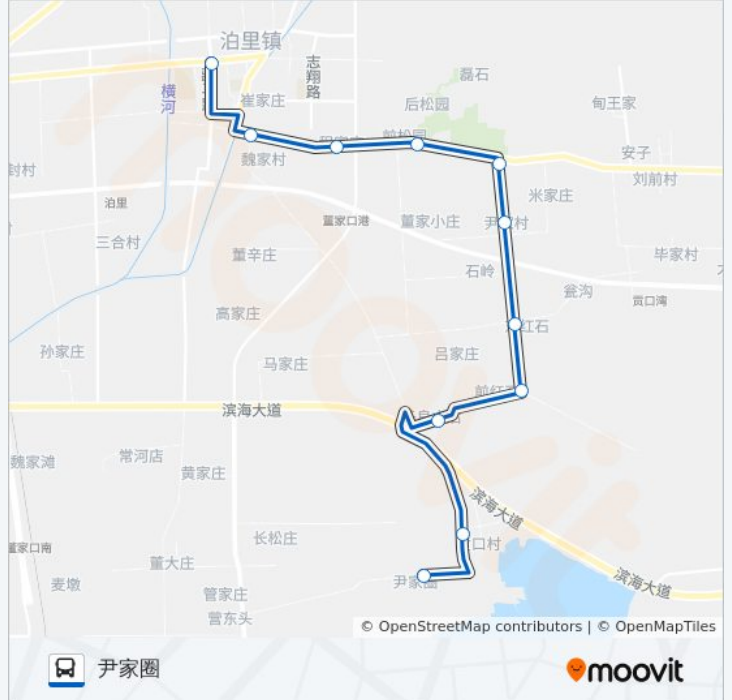 泊里镇
志翔路
横河
崔家庄
磊石
后松园
甸王家
魏家村
安子
刘前村
封村
米家庄
泊里
董家口港
董家小庄
三合村
毕家村
董辛庄
石岭
瓮沟
贡口湾
高家庄
红石
孙家庄
吕家庄
马家庄
滨海大道
魏家滩
常河店
黄家庄
滨海大道
董家口南
长松庄
口村
董大庄
滨海大道
麦墩
尹家圈
管家庄
营东头
© OpenStreetMap contributors | © OpenMapTiles
尹家圈
moovit